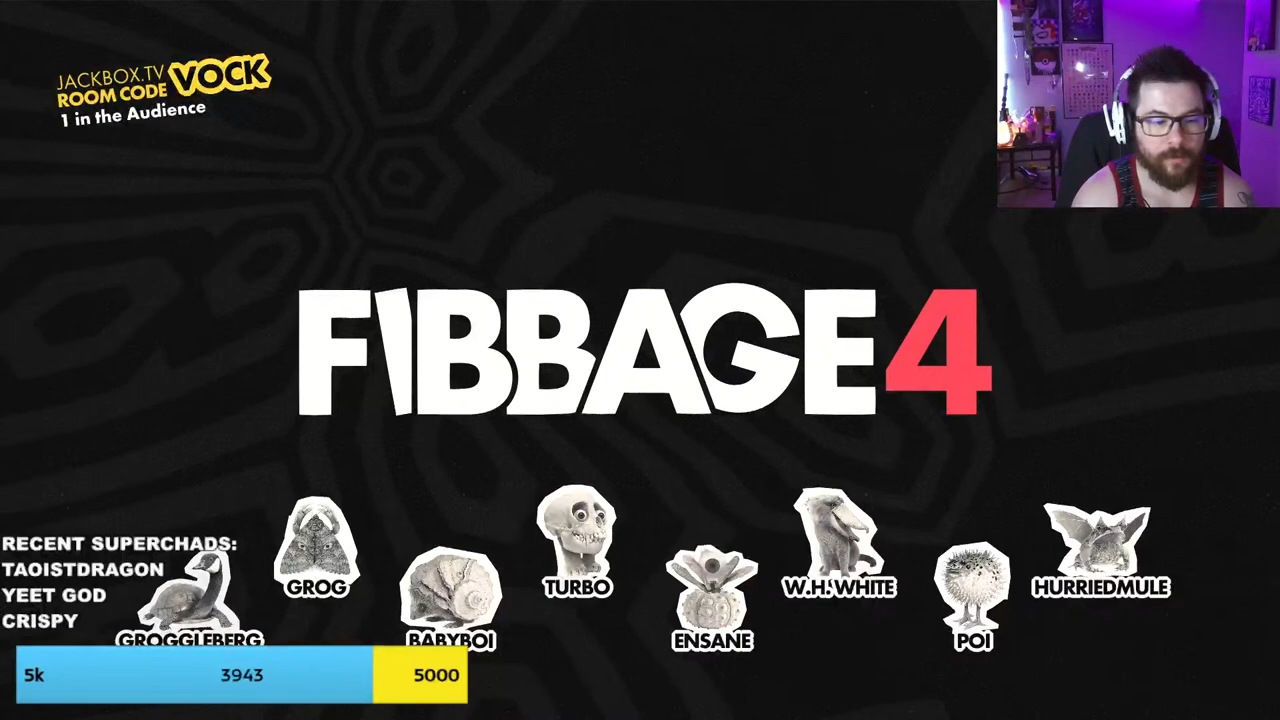 JACKBOX.TV
ROOM CODE VOCK
1 in the Audience
FIBBAGE 4
RECENT SUPERCHADS:
TAOISTDRAGON
YEET GOD
CRISPY
GROGGLEBERG
GROG
BABYBOI
TURBO
ENSANE
W.H. WHITE
POI
HURRIEDMULE
5k 3943 5000